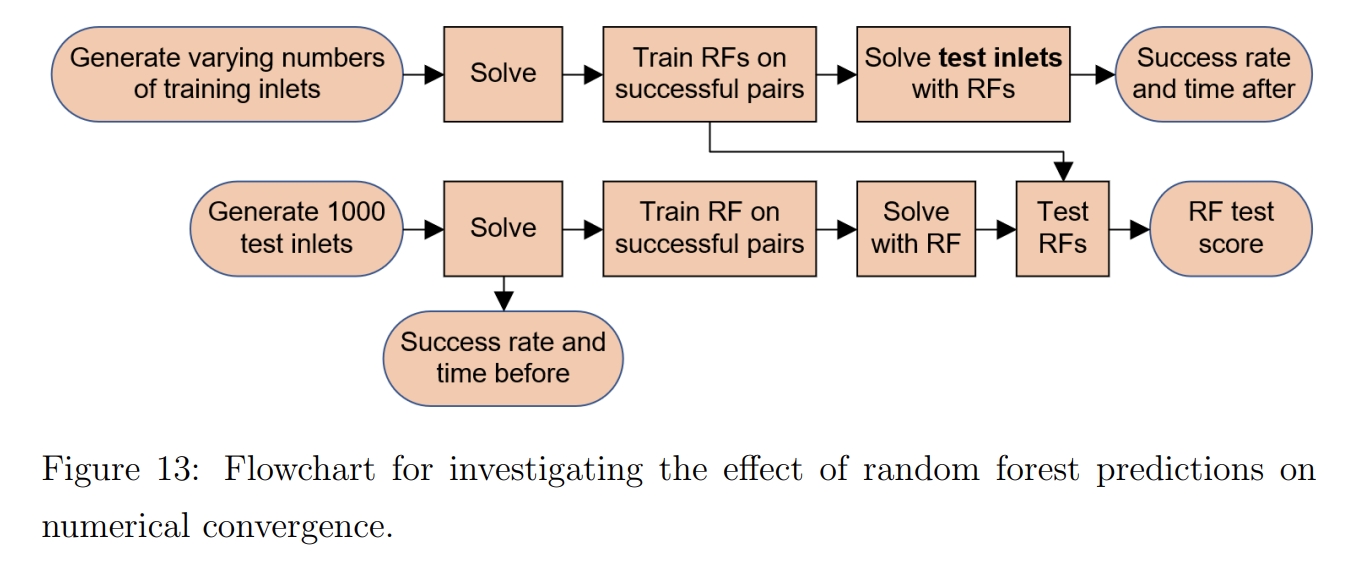 Generate varying numbers
of training inlets
Solve
Train RFs on
successful pairs
Solve test inlets
with RFs
Success rate
and time after
Generate 1000
test inlets
Solve
Train RF on
successful pairs
Solve
with RF
Test
RFs
RF test
score
Success rate and
time before
Figure 13: Flowchart for investigating the effect of random forest predictions on
numerical convergence.